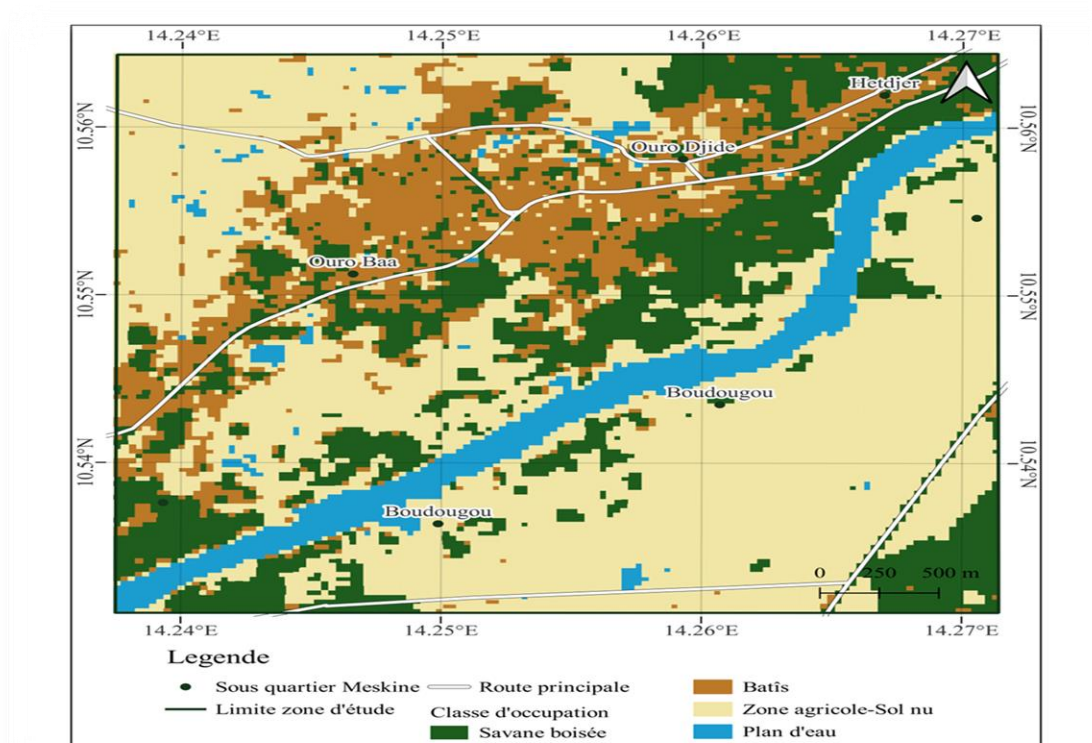 14.24°E 14.25°E 14.26°E 14.27°E
Hetdjer
10.56°N 10.56°N
Ouro Djide
Ouro Baa
10.55°N 10.55°N
Boudougou
10.54°N 10.54°N
Boudougou
0 250 500 m
14.24°E 14.25°E 14.26°E 14.27°E
Legende
Sous quartier Meskine Route principale Batîs
Limite zone d'étude Classe d'occupation Zone agricole-Sol nu
Savane boisée Plan d'eau